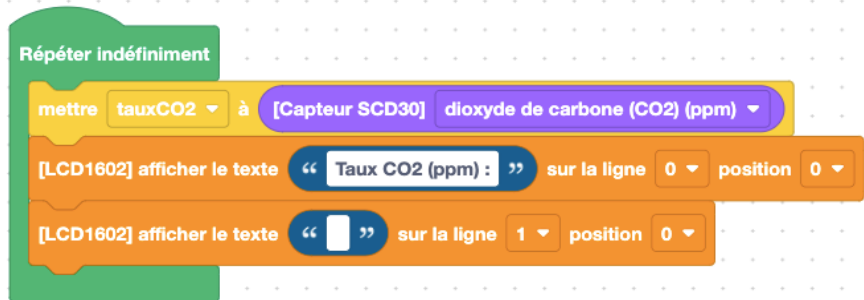 Répéter indéfiniment
mettre tauxCO2 à [Capteur SCD30] dioxyde de carbone (CO2) (ppm)
[LCD1602] afficher le texte “ Taux CO2 (ppm) : ” sur la ligne 0 position 0
[LCD1602] afficher le texte “ ” sur la ligne 1 position 0